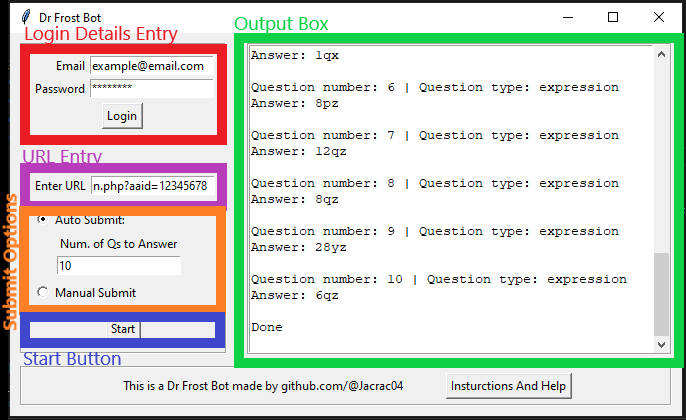 Dr Frost Bot
Login Details Entry
Email example@email.com
Password ********
Login
URL Entry
Enter URL n.php?aaid=12345678
Submit Options
Auto Submit:
Num. of Qs to Answer
10
Manual Submit
Start
Start Button
Output Box
Answer: 1qx
Question number: 6 | Question type: expression
Answer: 8pz
Question number: 7 | Question type: expression
Answer: 12qz
Question number: 8 | Question type: expression
Answer: 8qz
Question number: 9 | Question type: expression
Answer: 28yz
Question number: 10 | Question type: expression
Answer: 6qz
Done
This is a Dr Frost Bot made by github.com/@Jacrac04
Insturctions And Help